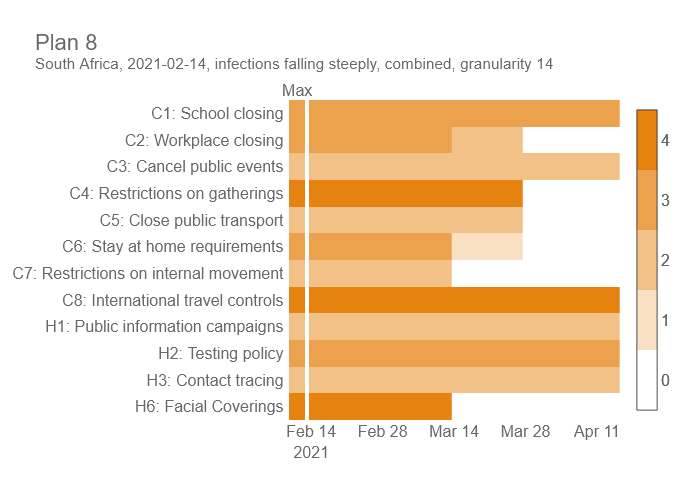 Plan 8
South Africa, 2021-02-14, infections falling steeply, combined, granularity 14
Max
C1: School closing
C2: Workplace closing
C3: Cancel public events
C4: Restrictions on gatherings
C5: Close public transport
C6: Stay at home requirements
C7: Restrictions on internal movement
C8: International travel controls
H1: Public information campaigns
H2: Testing policy
H3: Contact tracing
H6: Facial Coverings
Feb 14 Feb 28 Mar 14 Mar 28 Apr 11
2021
4
3
2
1
0